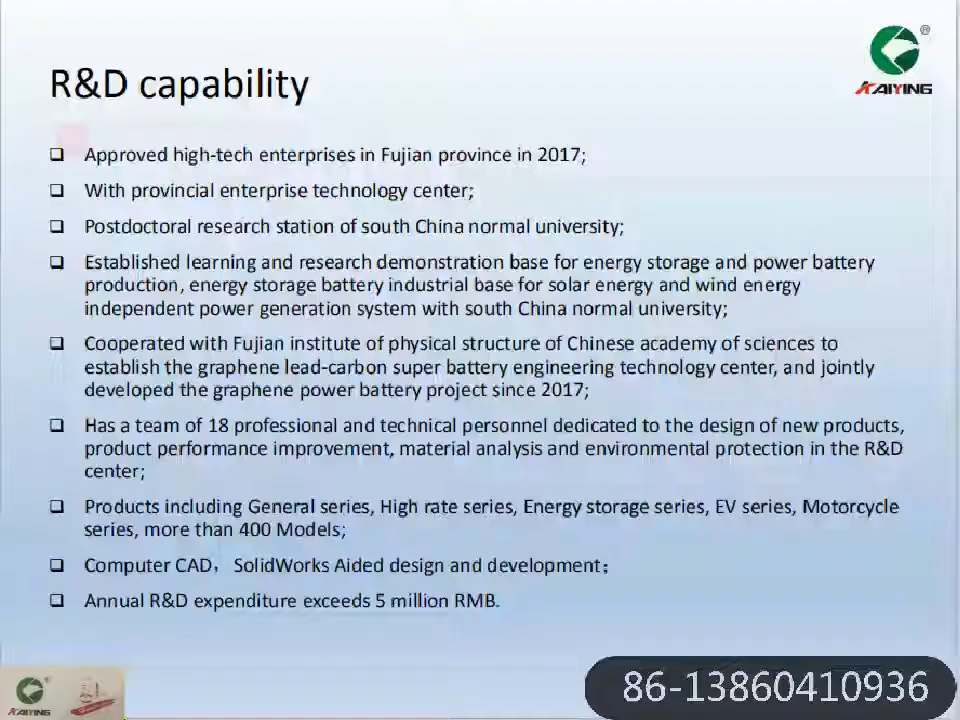 ®
KAIYING
R&D capability
Approved high-tech enterprises in Fujian province in 2017;
With provincial enterprise technology center;
Postdoctoral research station of south China normal university;
Established learning and research demonstration base for energy storage and power battery
production, energy storage battery industrial base for solar energy and wind energy
independent power generation system with south China normal university;
Cooperated with Fujian institute of physical structure of Chinese academy of sciences to
establish the graphene lead-carbon super battery engineering technology center, and jointly
developed the graphene power battery project since 2017;
Has a team of 18 professional and technical personnel dedicated to the design of new products,
product performance improvement, material analysis and environmental protection in the R&D
center;
Products including General series, High rate series, Energy storage series, EV series, Motorcycle
series, more than 400 Models;
Computer CAD，SolidWorks Aided design and development；
Annual R&D expenditure exceeds 5 million RMB.
KAIYING
86-13860410936